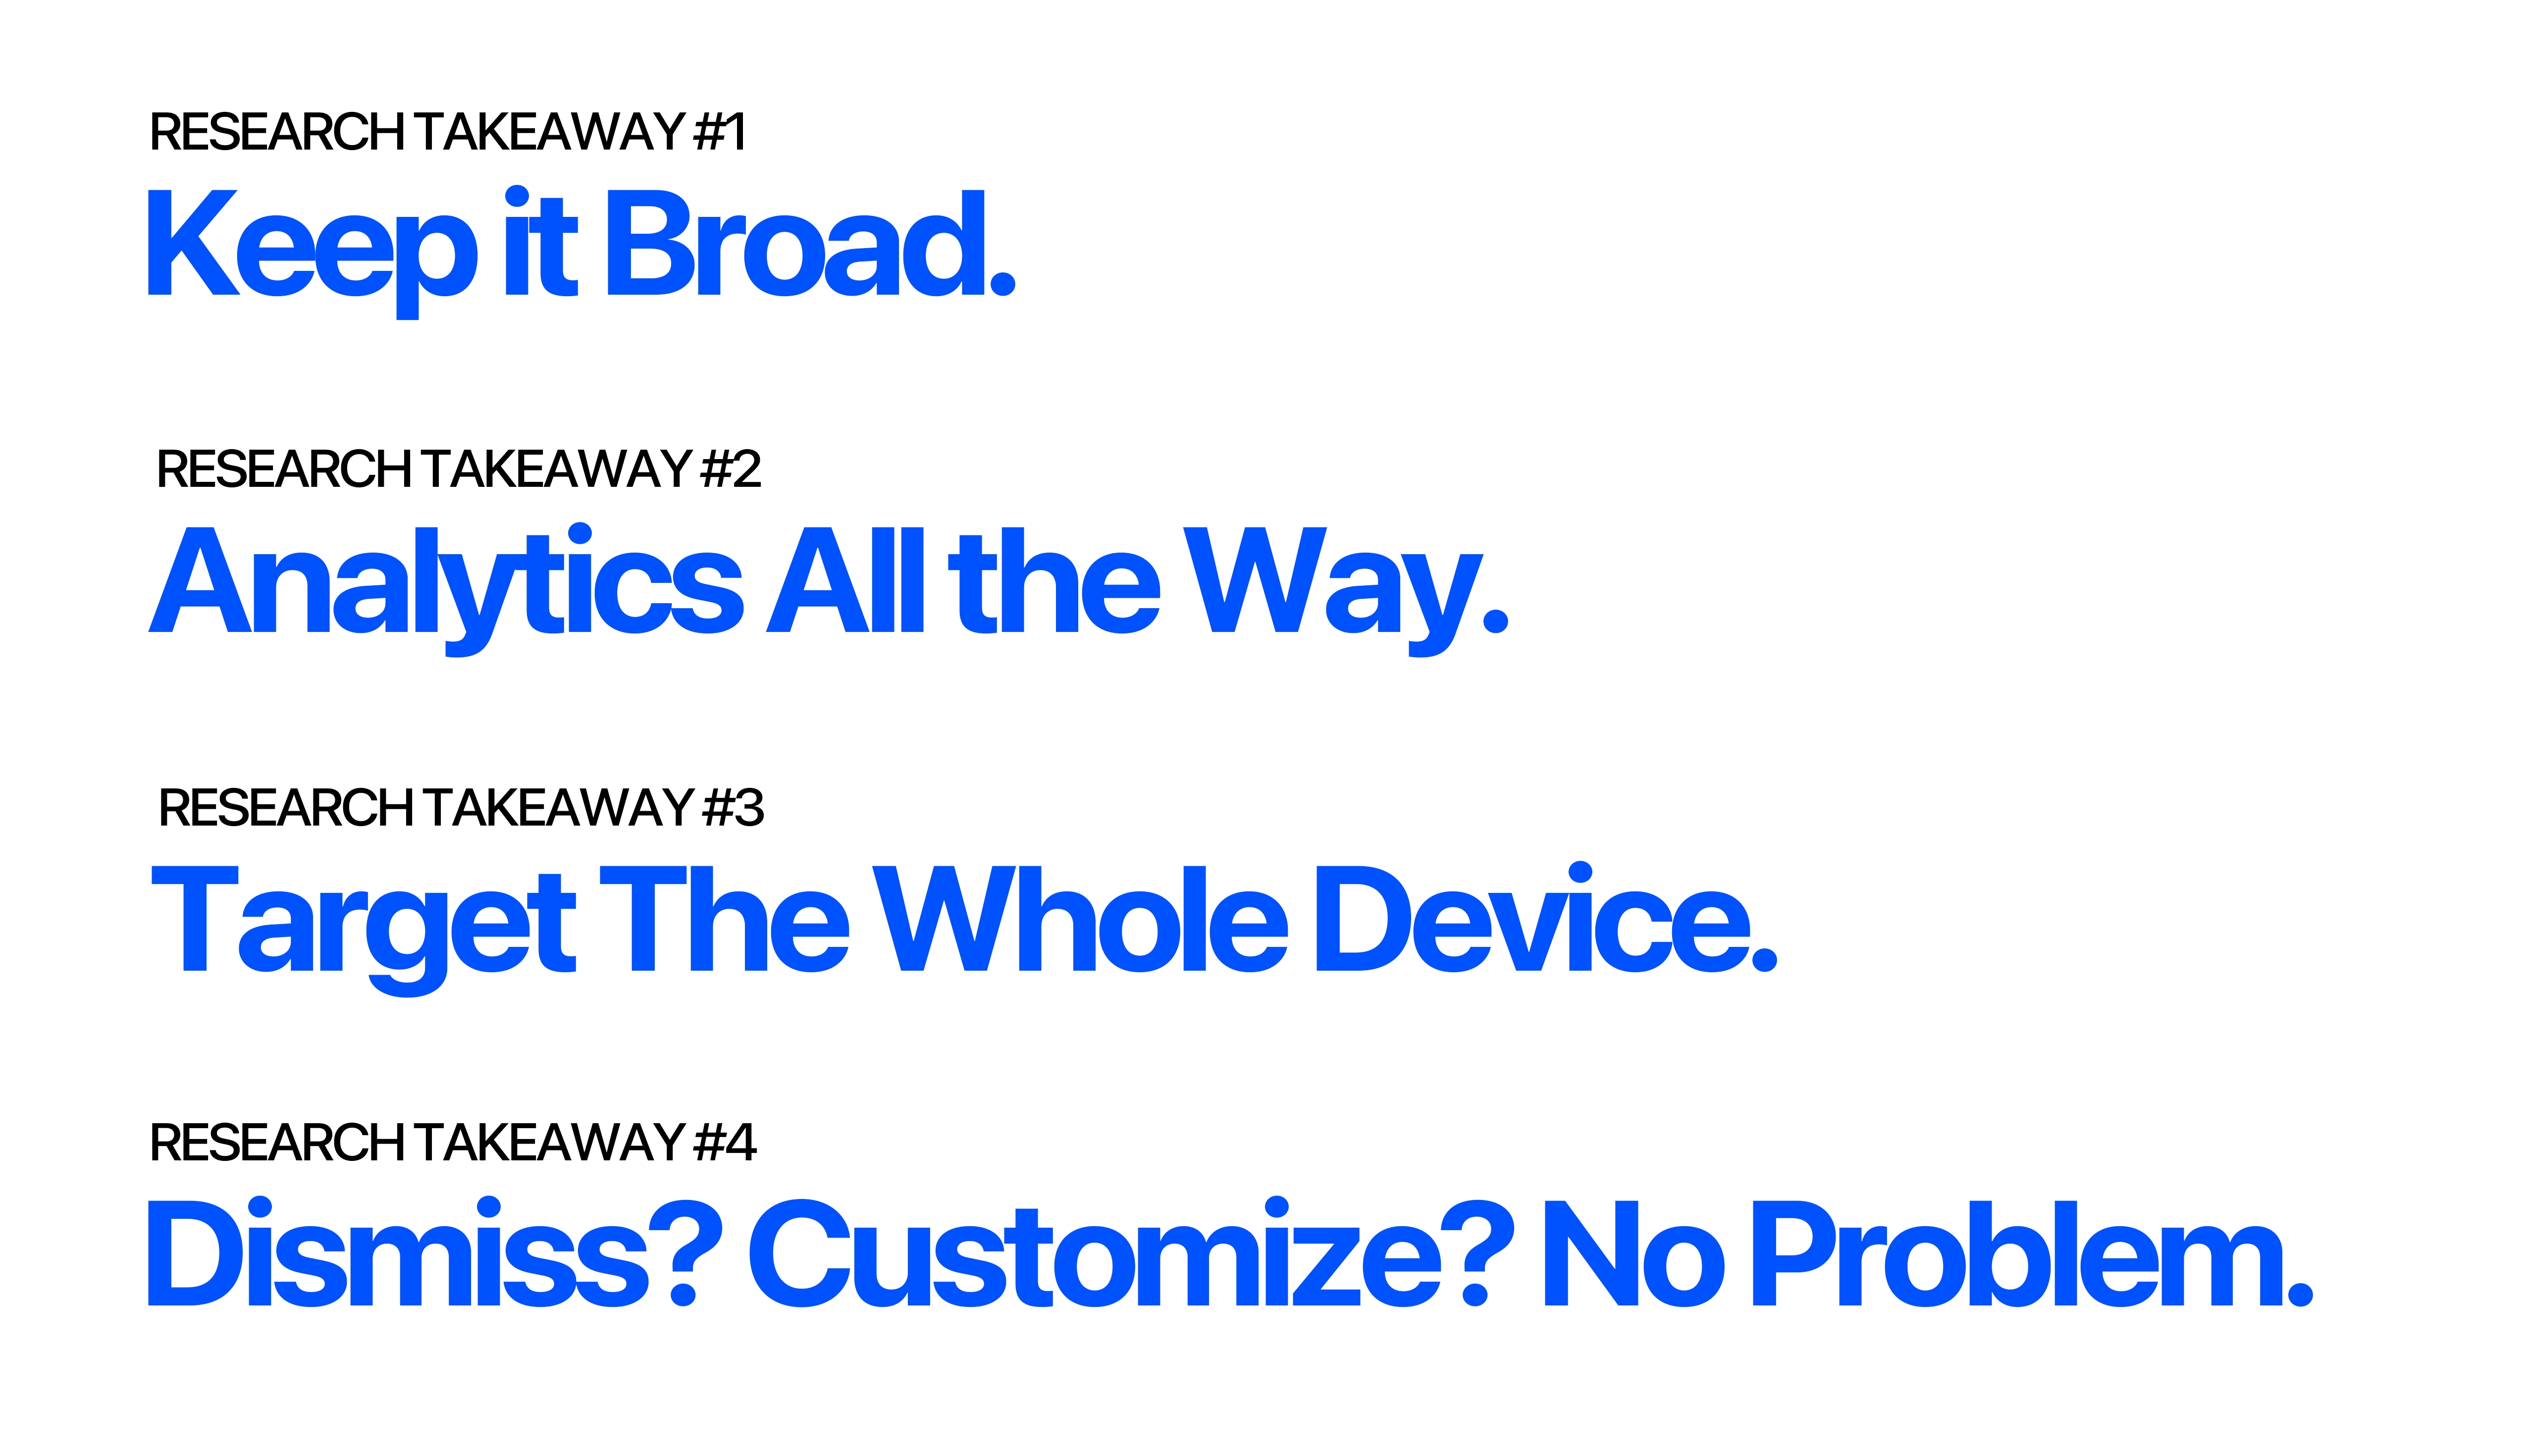 RESEARCH TAKEAWAY #1
Keep it Broad.
RESEARCH TAKEAWAY #2
Analytics All the Way.
RESEARCH TAKEAWAY #3
Target The Whole Device.
RESEARCH TAKEAWAY #4
Dismiss? Customize? No Problem.